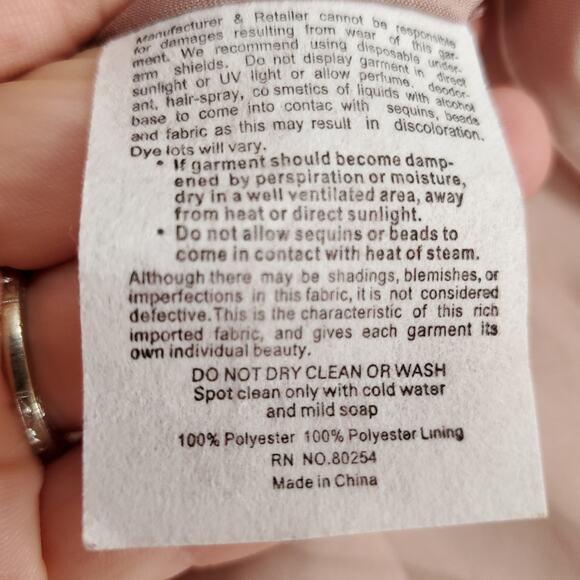 Manufacturer & Retailer cannot be responsible
for damages resulting from wear of this gar-
ment. We recommend using disposable under-
arm shields. Do not display garment in direct
sunlight or UV light or allow perfume, deodor-
ant, hair-spray, co smetics of liquids with alcohol
base to come into contac with sequins, beads
and fabric as this may result in discoloration.
Dye lots will vary.
• If garment should become damp-
ened by perspiration or moisture,
dry in a well ventilated area, away
from heat or direct sunlight.
• Do not allow sequins or beads to
come in contact with heat of steam.
Although there may be shadings, blemishes, or
imperfections in this fabric, it is not considered
defective. This is the characteristic of this rich
imported fabric, and gives each garment its
own individual beauty.
DO NOT DRY CLEAN OR WASH
Spot clean only with cold water
and mild soap
100% Polyester 100% Polyester Lining
RN NO.80254
Made in China